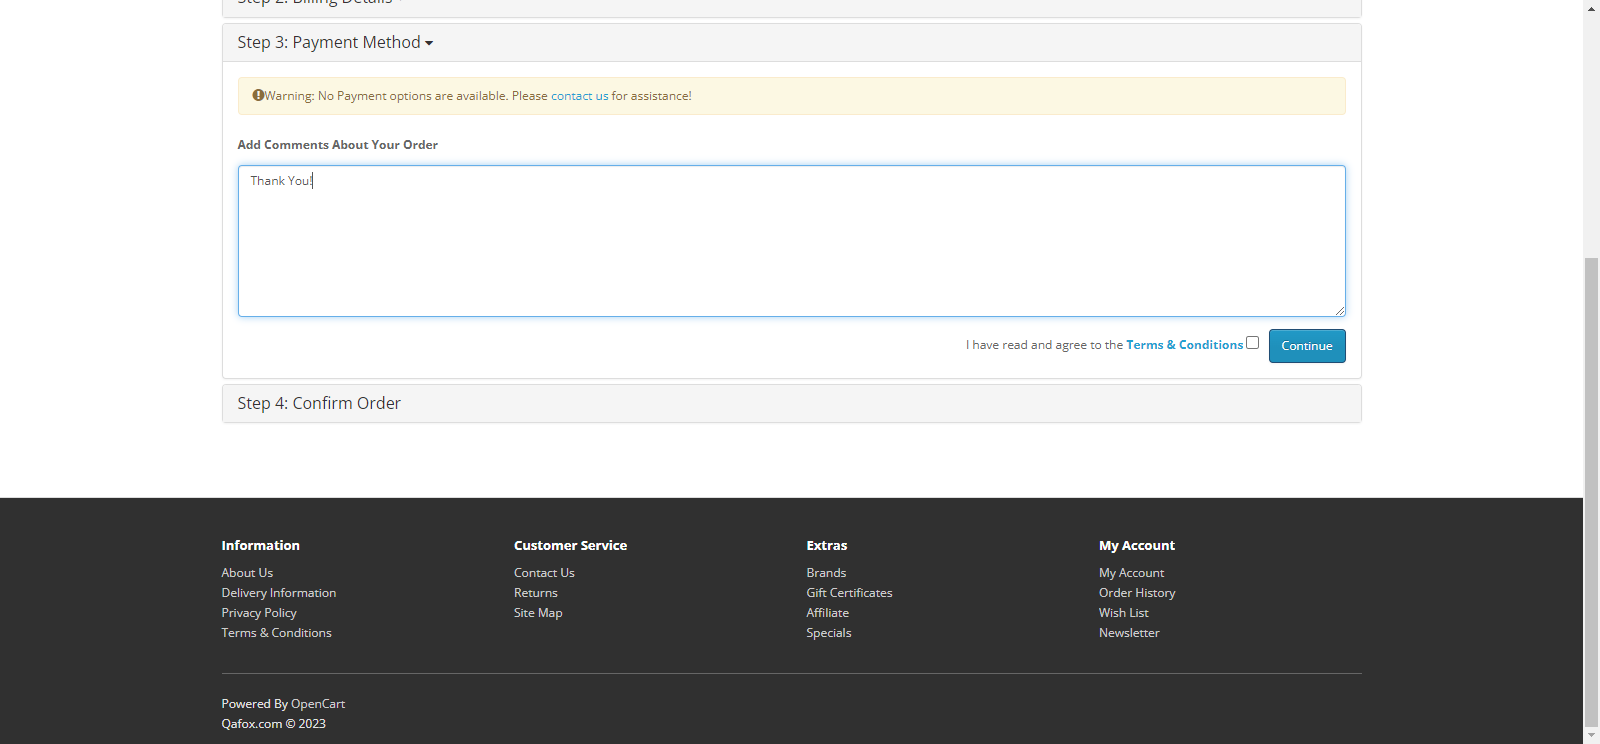 Step 2: Billing Details
Step 3: Payment Method
Warning: No Payment options are available. Please contact us for assistance!
Add Comments About Your Order
Thank You!
I have read and agree to the Terms & Conditions
Continue
Step 4: Confirm Order
Information
About Us
Delivery Information
Privacy Policy
Terms & Conditions
Customer Service
Contact Us
Returns
Site Map
Extras
Brands
Gift Certificates
Affiliate
Specials
My Account
My Account
Order History
Wish List
Newsletter
Powered By OpenCart
Qafox.com © 2023